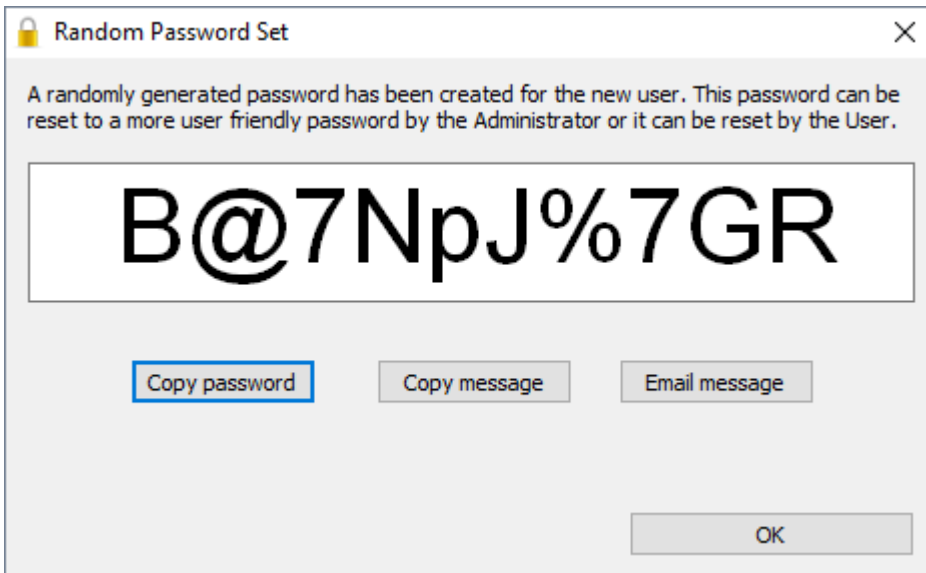 Random Password Set
A randomly generated password has been created for the new user. This password can be
reset to a more user friendly password by the Administrator or it can be reset by the User.
B@7NpJ%7GR
Copy password Copy message Email message
OK